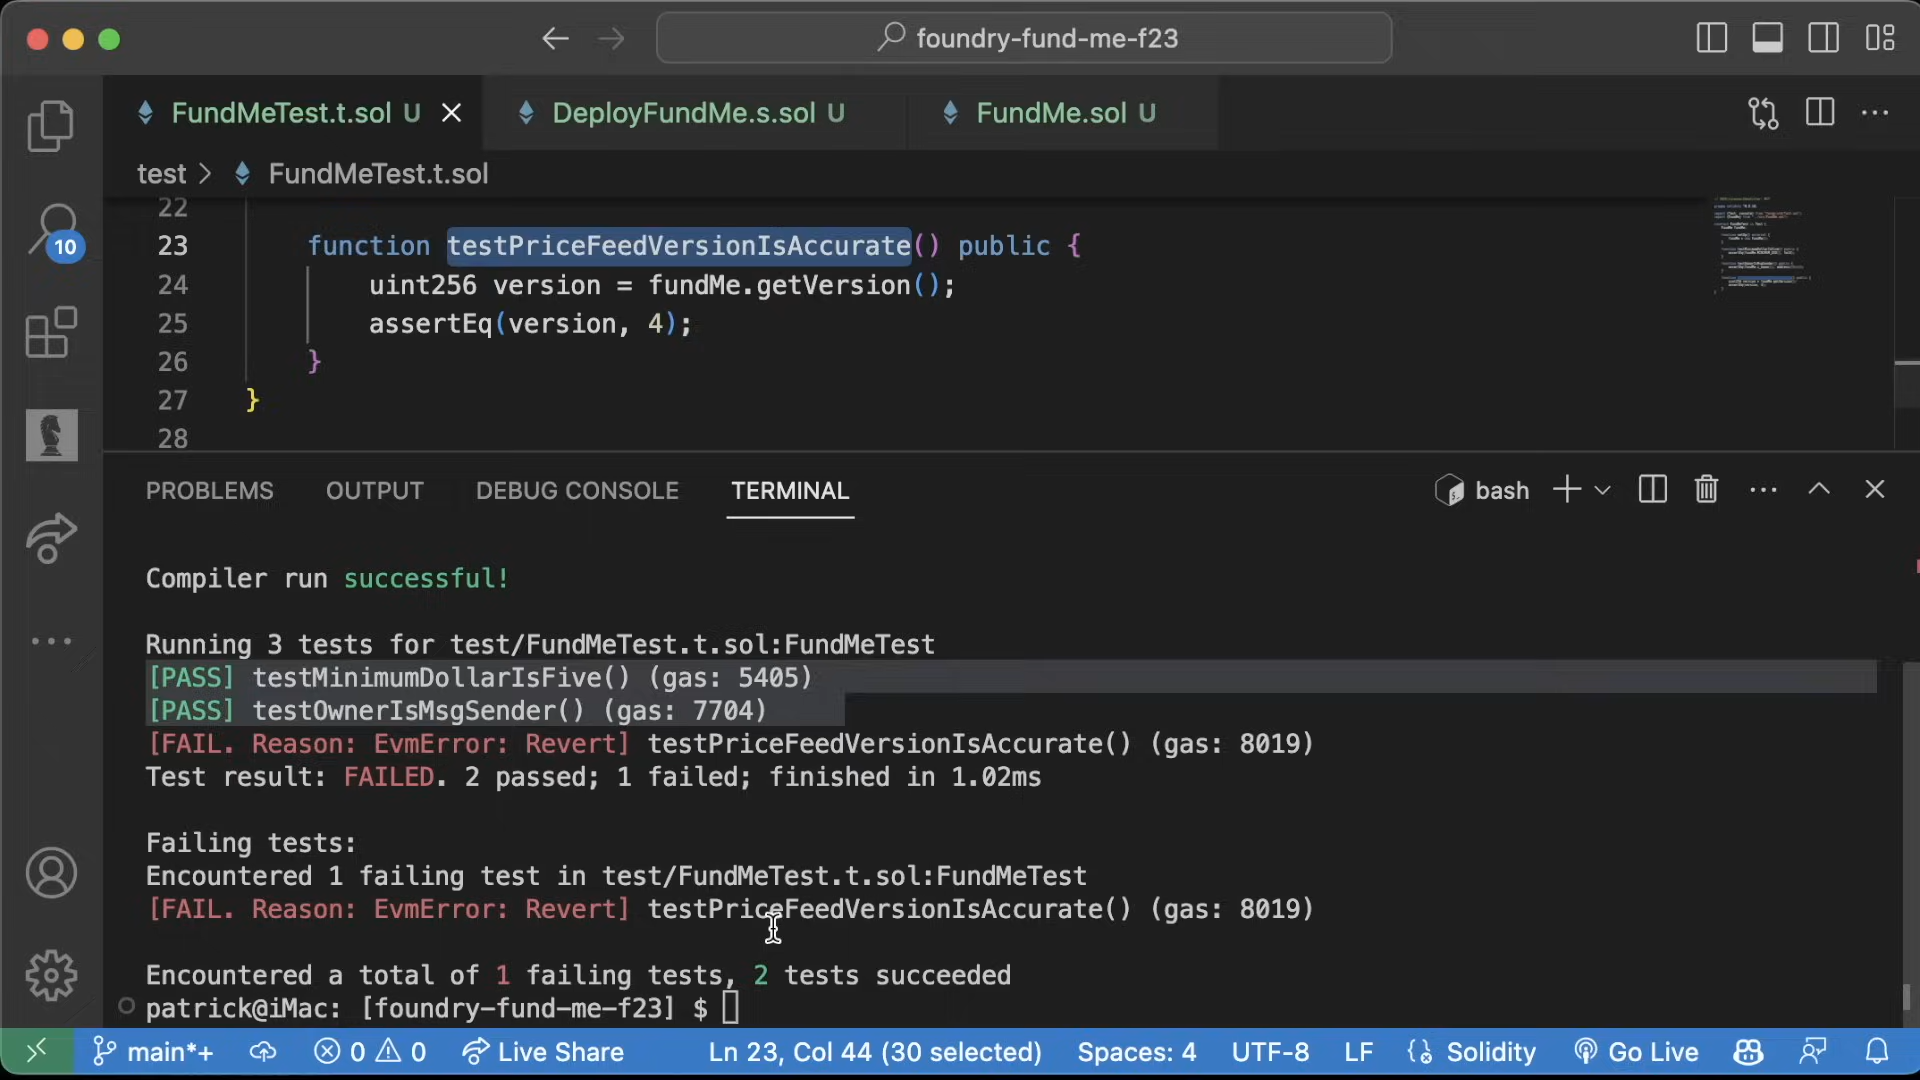 foundry-fund-me-f23
FundMeTest.t.sol U
DeployFundMe.s.sol U
FundMe.sol U
test > FundMeTest.t.sol
22
23 function testPriceFeedVersionIsAccurate() public {
24 uint256 version = fundMe.getVersion();
25 assertEq(version, 4);
26 }
27 }
28
10
PROBLEMS OUTPUT DEBUG CONSOLE TERMINAL
bash
Compiler run successful!
Running 3 tests for test/FundMeTest.t.sol:FundMeTest
[PASS] testMinimumDollarIsFive() (gas: 5405)
[PASS] testOwnerIsMsgSender() (gas: 7704)
[FAIL. Reason: EvmError: Revert] testPriceFeedVersionIsAccurate() (gas: 8019)
Test result: FAILED. 2 passed; 1 failed; finished in 1.02ms
Failing tests:
Encountered 1 failing test in test/FundMeTest.t.sol:FundMeTest
[FAIL. Reason: EvmError: Revert] testPriceFeedVersionIsAccurate() (gas: 8019)
Encountered a total of 1 failing tests, 2 tests succeeded
patrick@iMac: [foundry-fund-me-f23] $
main*+ 0 0 Live Share Ln 23, Col 44 (30 selected) Spaces: 4 UTF-8 LF Solidity Go Live